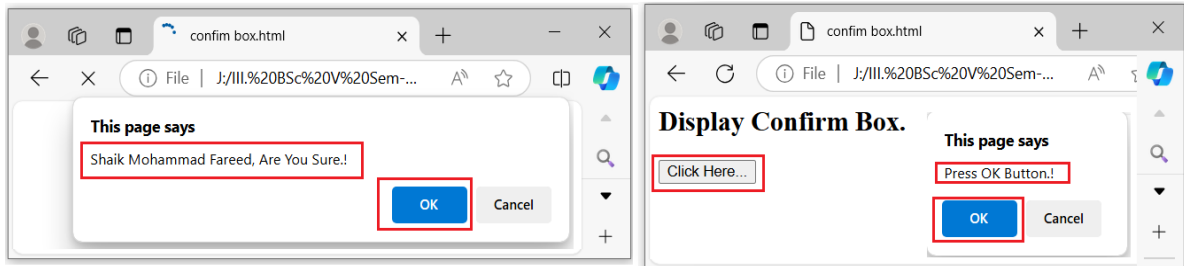 confim box.html
File | J:/III.%20BSc%20V%20Sem-...
This page says
Shaik Mohammad Fareed, Are You Sure.!
OK Cancel
confim box.html
File | J:/III.%20BSc%20V%20Sem-...
Display Confirm Box.
Click Here...
This page says
Press OK Button.!
OK Cancel